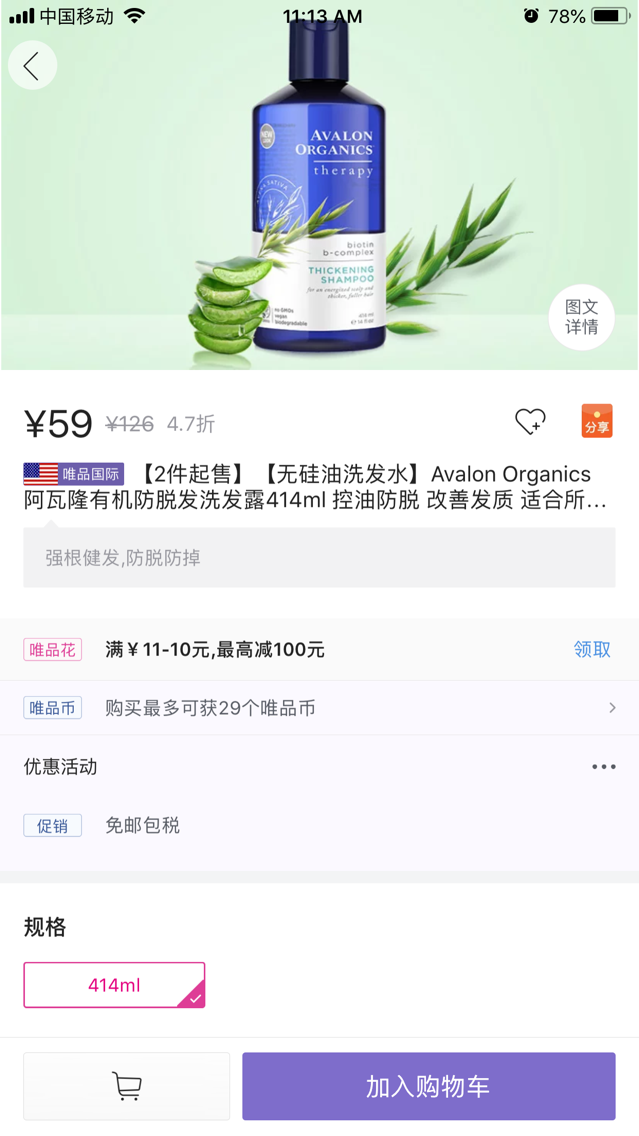 中国移动
11:13 AM
78%
NEW
AVALON
ORGANICS
therapy
biotin
b-complex
THICKENING
SHAMPOO
for an energized scalp and
thicker, fuller hair
no GMOs
vegan
biodegradable
414 ml
e 14 fl oz
图文
详情
¥59 ¥126 4.7折
分享
唯品国际 【2件起售】【无硅油洗发水】Avalon Organics
阿瓦隆有机防脱发洗发露414ml 控油防脱 改善发质 适合所…
强根健发,防脱防掉
唯品花 满￥11-10元,最高减100元 领取
唯品币 购买最多可获29个唯品币
优惠活动
促销 免邮包税
规格
414ml
加入购物车